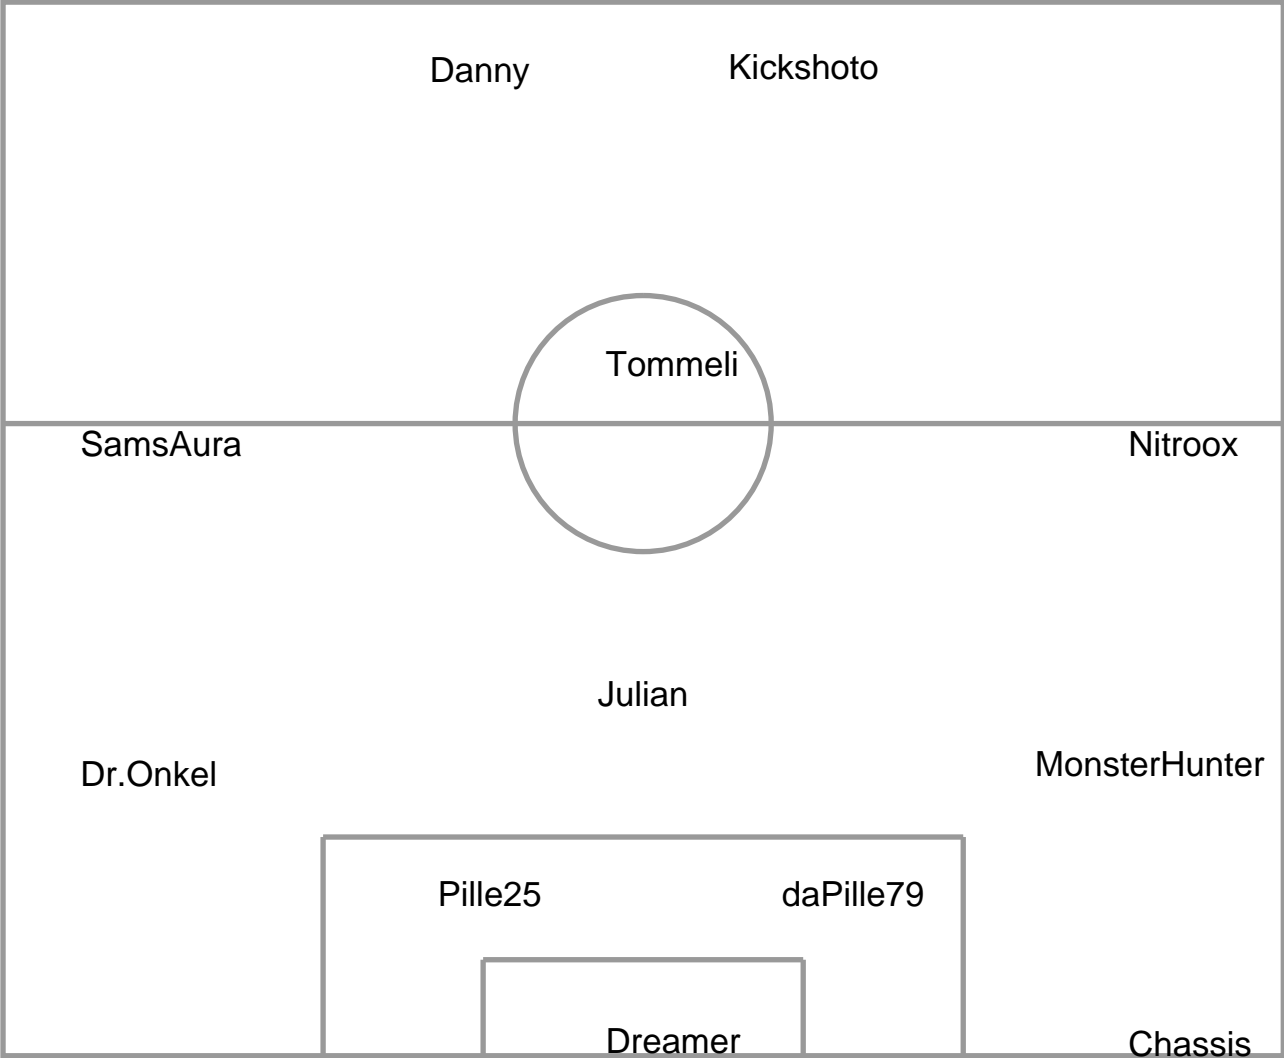 Danny
Kickshoto
Tommeli
SamsAura
Nitroox
Julian
Dr.Onkel
MonsterHunter
Pille25
daPille79
Dreamer
Chassis